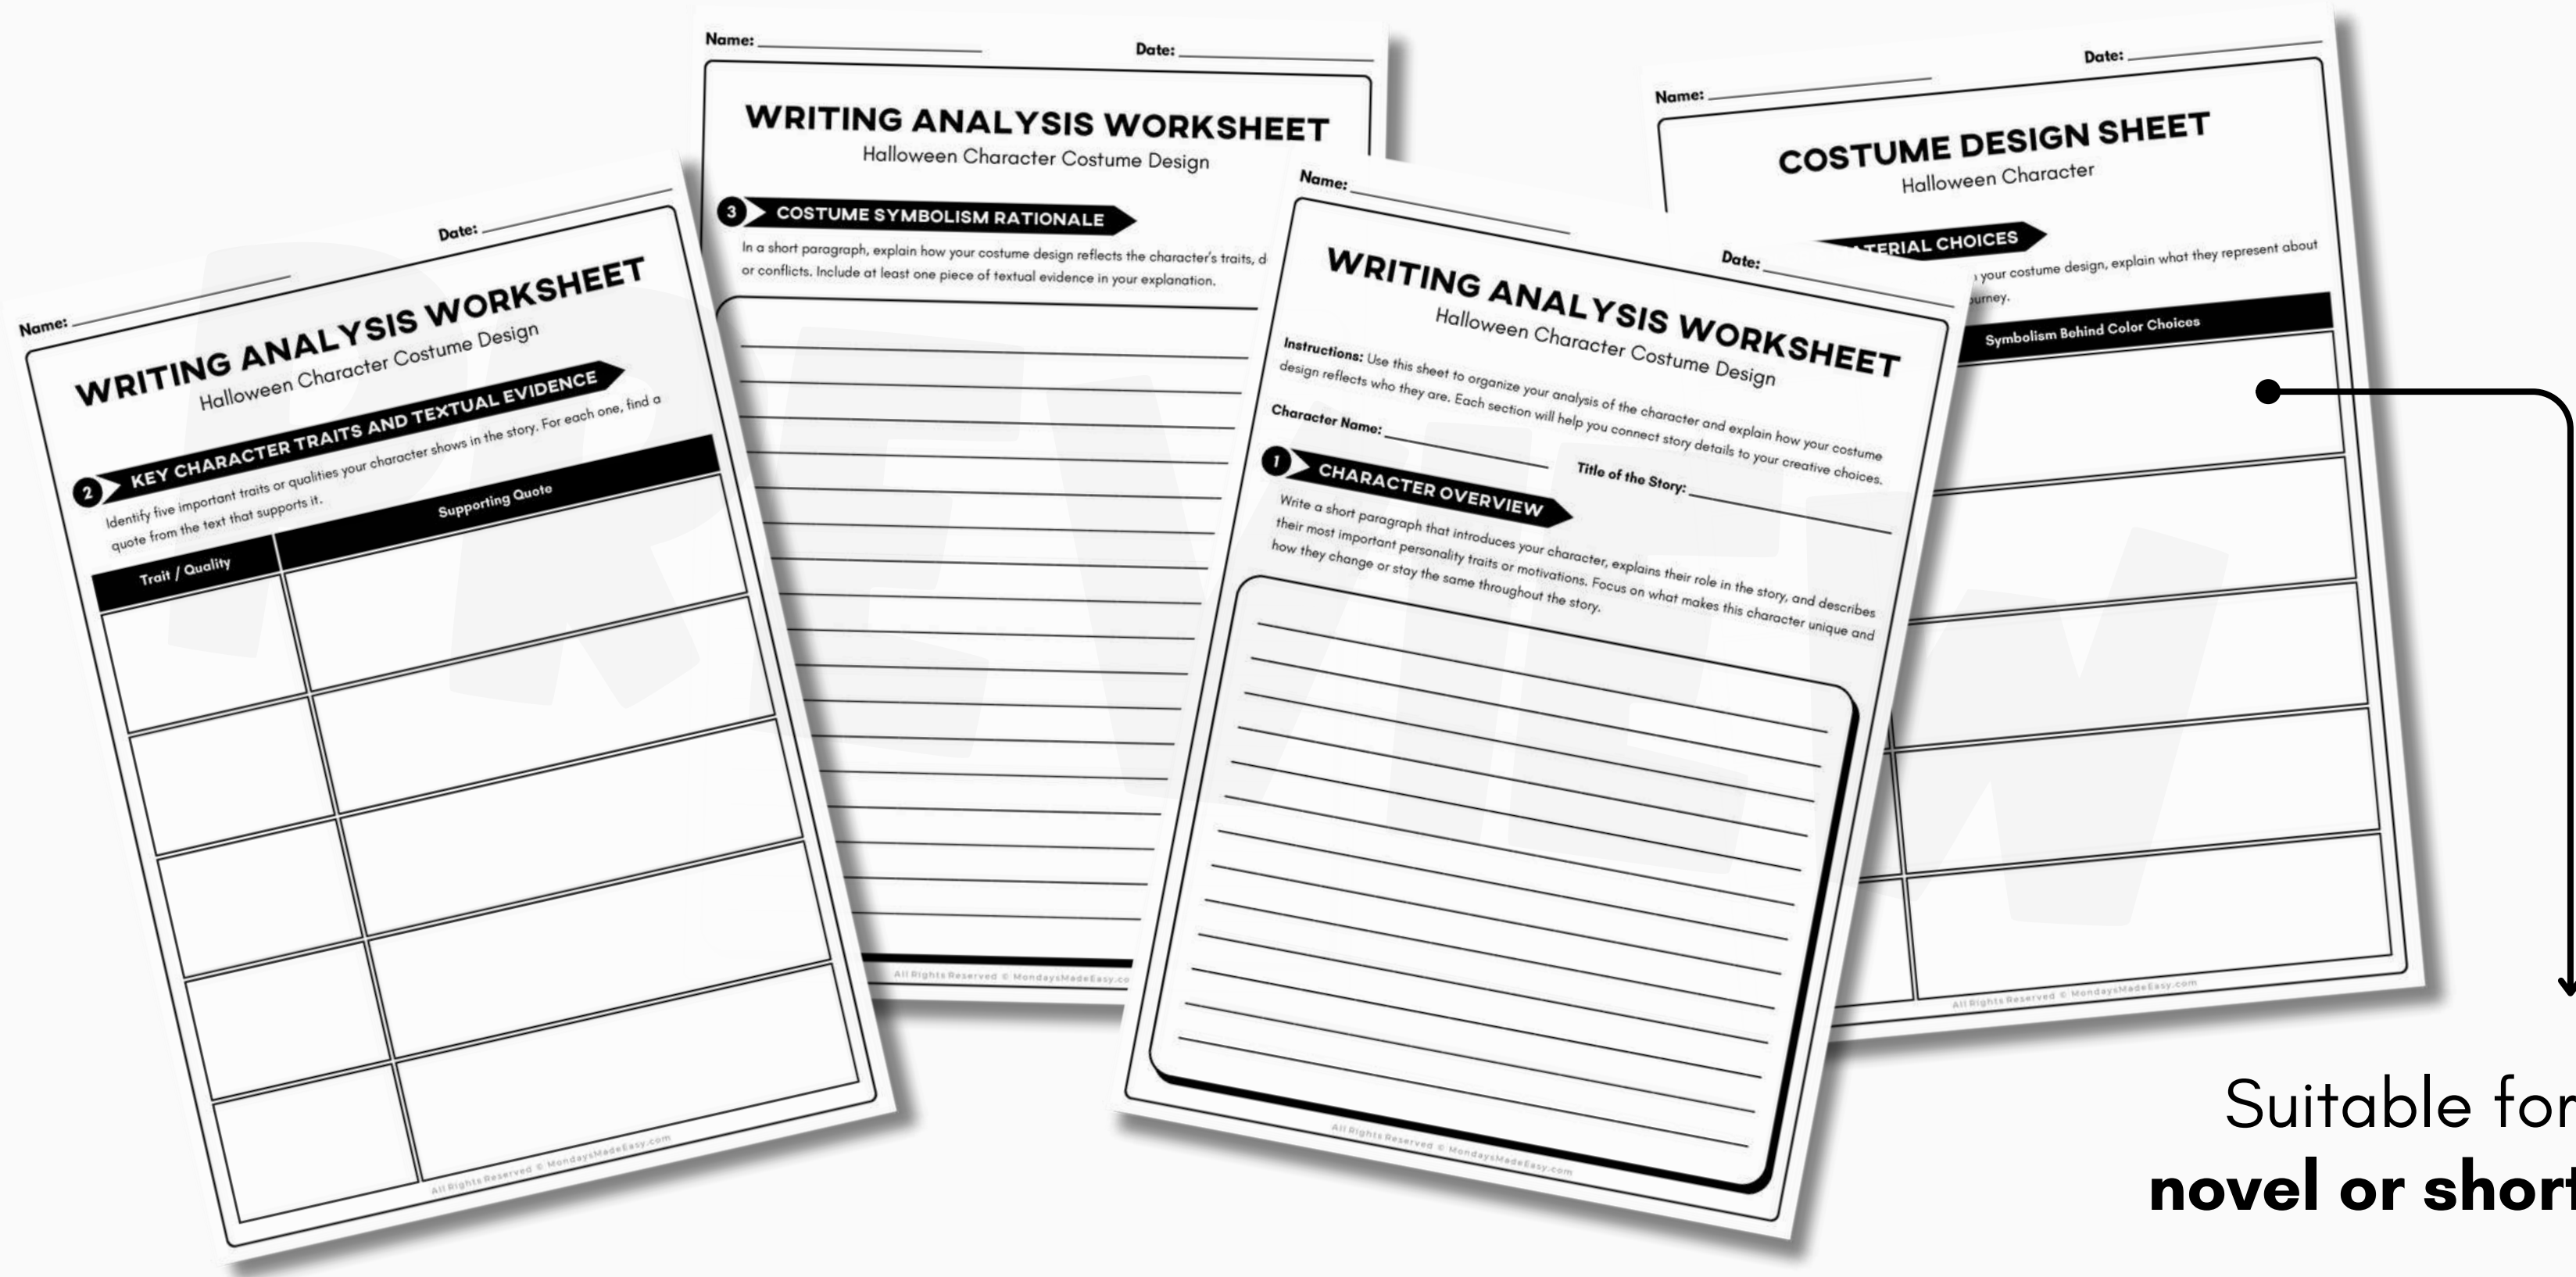 Name:
Date:
WRITING ANALYSIS WORKSHEET
Halloween Character Costume Design
2 KEY CHARACTER TRAITS AND TEXTUAL EVIDENCE
Identify five important traits or qualities your character shows in the story. For each one, find a
quote from the text that supports it.
Trait / Quality
Supporting Quote
All Rights Reserved © MondaysMadeEasy.com
Name:
Date:
WRITING ANALYSIS WORKSHEET
Halloween Character Costume Design
3 COSTUME SYMBOLISM RATIONALE
In a short paragraph, explain how your costume design reflects the character's traits, d
or conflicts. Include at least one piece of textual evidence in your explanation.
All Rights Reserved © MondaysMadeEasy.co
Name:
Date:
WRITING ANALYSIS WORKSHEET
Halloween Character Costume Design
Instructions: Use this sheet to organize your analysis of the character and explain how your costume
design reflects who they are. Each section will help you connect story details to your creative choices.
Character Name:
Title of the Story:
1 CHARACTER OVERVIEW
Write a short paragraph that introduces your character, explains their role in the story, and describes
their most important personality traits or motivations. Focus on what makes this character unique and
how they change or stay the same throughout the story.
All Rights Reserved © MondaysMadeEasy.com
Name:
Date:
COSTUME DESIGN SHEET
Halloween Character
TERIAL CHOICES
your costume design, explain what they represent about
urney.
Symbolism Behind Color Choices
All Rights Reserved © MondaysMadeEasy.com
PREVIEW
Suitable for
novel or short